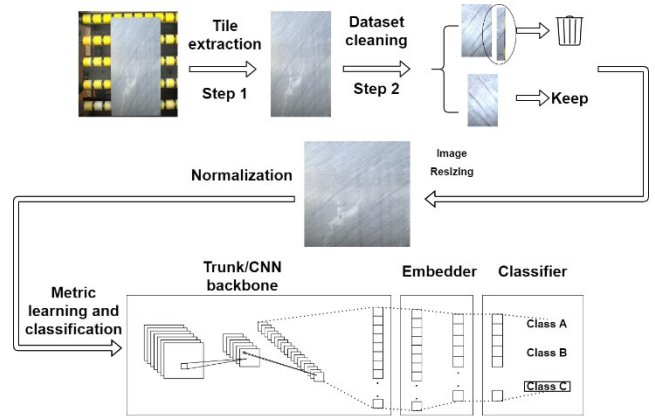 Tile
extraction
Step 1
Dataset
cleaning
Step 2
Keep
Image
Resizing
Normalization
Metric
learning and
classification
Trunk/CNN
backbone
Embedder
Classifier
Class A
Class B
Class C